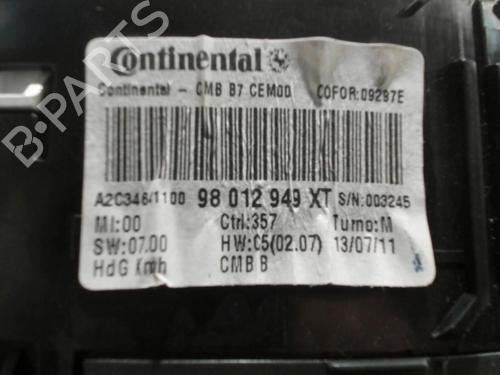 Continental
Continental - CMB B7 CEM00 COFOR:09297E
A2C346/1100 98 012 949 XT S/N:003245
MI:00 Ctrl:357 Turno:M
SW:07.00 HW:C5(02.07) 13/07/11
HdG Kmh CMB B
B-PARTS